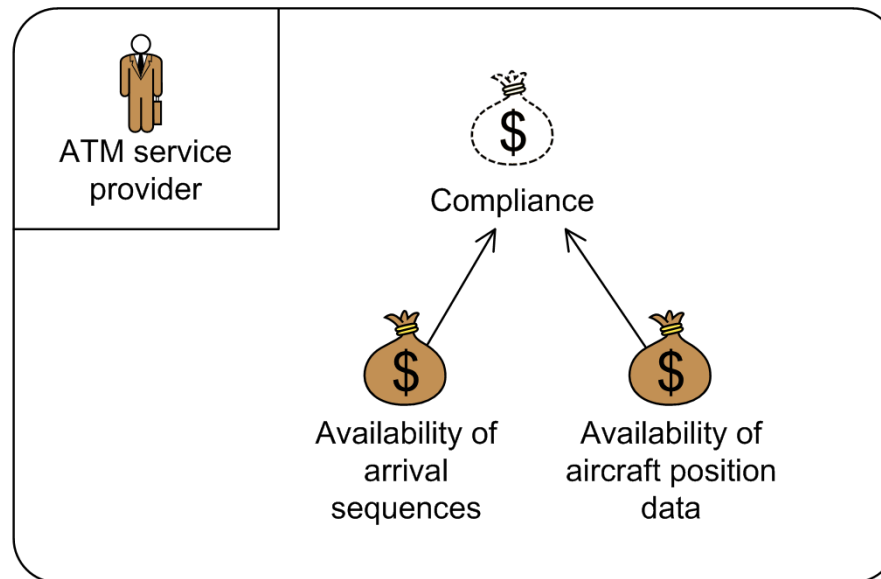 ATM service
provider
$
Compliance
$
$
Availability of
arrival
sequences
Availability of
aircraft position
data